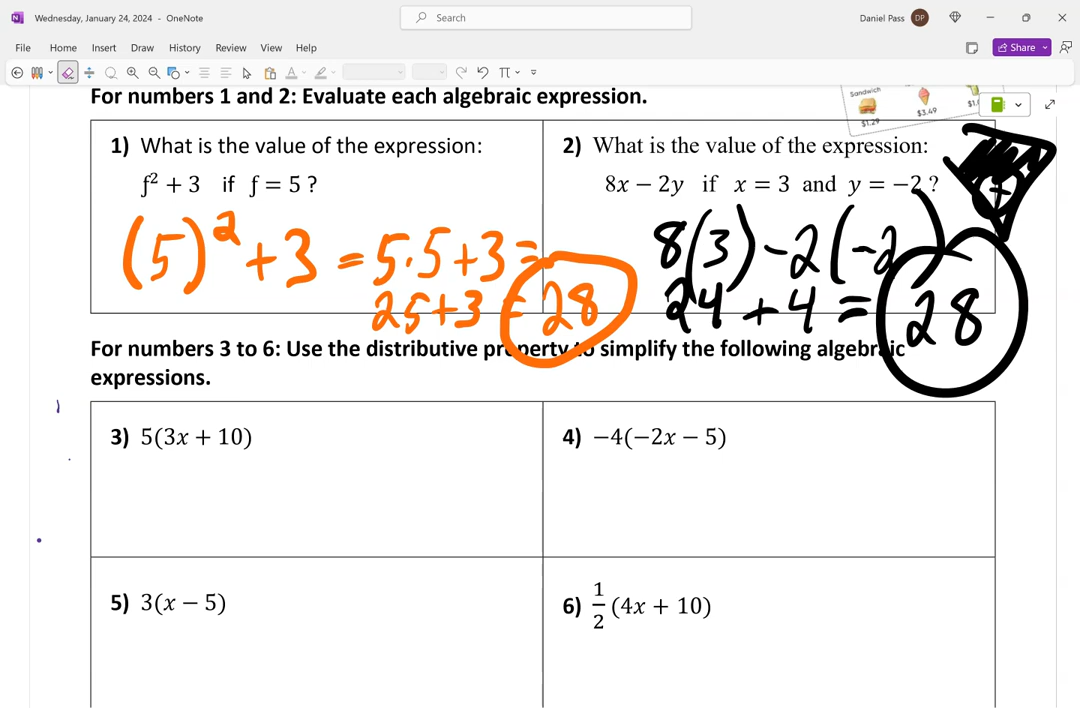 Wednesday, January 24, 2024 - OneNote
Search
Daniel Pass DP
File Home Insert Draw History Review View Help
Share
For numbers 1 and 2: Evaluate each algebraic expression.
Sandwich
$1.29
$3.49
1) What is the value of the expression:
f² + 3 if f = 5 ?
(5)² + 3 = 5·5 + 3 =
25 + 3 = 28
2) What is the value of the expression:
8x − 2y if x = 3 and y = −2 ?
8(3) - 2(-2)
24 + 4 = 28
For numbers 3 to 6: Use the distributive property to simplify the following algebraic
expressions.
3) 5(3x + 10)
4) −4(−2x − 5)
5) 3(x − 5)
6) 1/2 (4x + 10)